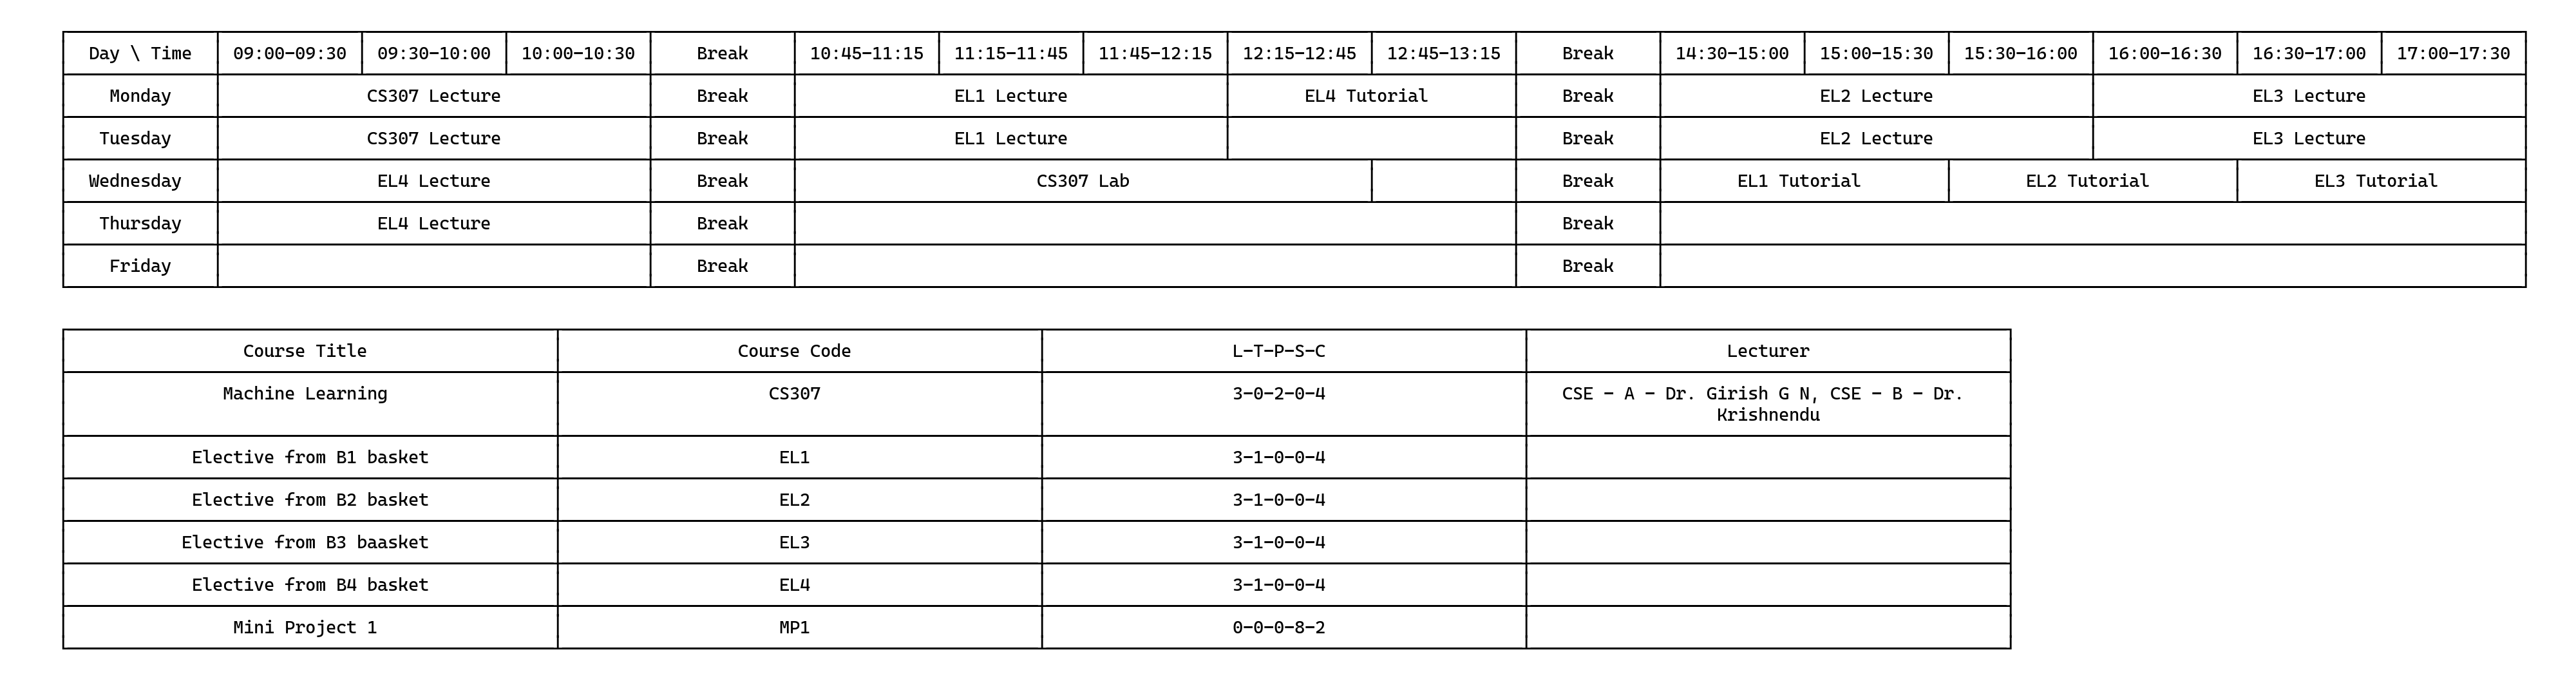 Day \ Time 09:00-09:30 09:30-10:00 10:00-10:30 Break 10:45-11:15 11:15-11:45 11:45-12:15 12:15-12:45 12:45-13:15 Break 14:30-15:00 15:00-15:30 15:30-16:00 16:00-16:30 16:30-17:00 17:00-17:30
Monday CS307 Lecture Break EL1 Lecture EL4 Tutorial Break EL2 Lecture EL3 Lecture
Tuesday CS307 Lecture Break EL1 Lecture Break EL2 Lecture EL3 Lecture
Wednesday EL4 Lecture Break CS307 Lab Break EL1 Tutorial EL2 Tutorial EL3 Tutorial
Thursday EL4 Lecture Break Break
Friday Break Break
Course Title Course Code L-T-P-S-C Lecturer
Machine Learning CS307 3-0-2-0-4 CSE - A - Dr. Girish G N, CSE - B - Dr.
Krishnendu
Elective from B1 basket EL1 3-1-0-0-4
Elective from B2 basket EL2 3-1-0-0-4
Elective from B3 baasket EL3 3-1-0-0-4
Elective from B4 basket EL4 3-1-0-0-4
Mini Project 1 MP1 0-0-0-8-2